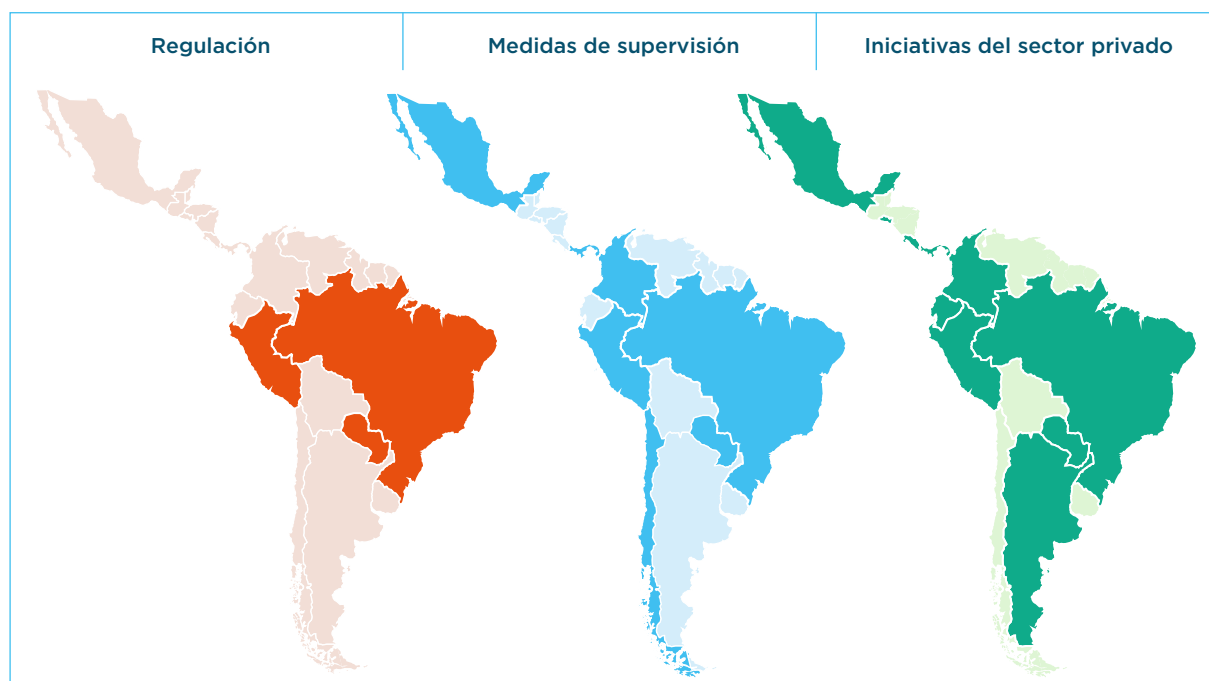 Regulación
Medidas de supervisión
Iniciativas del sector privado